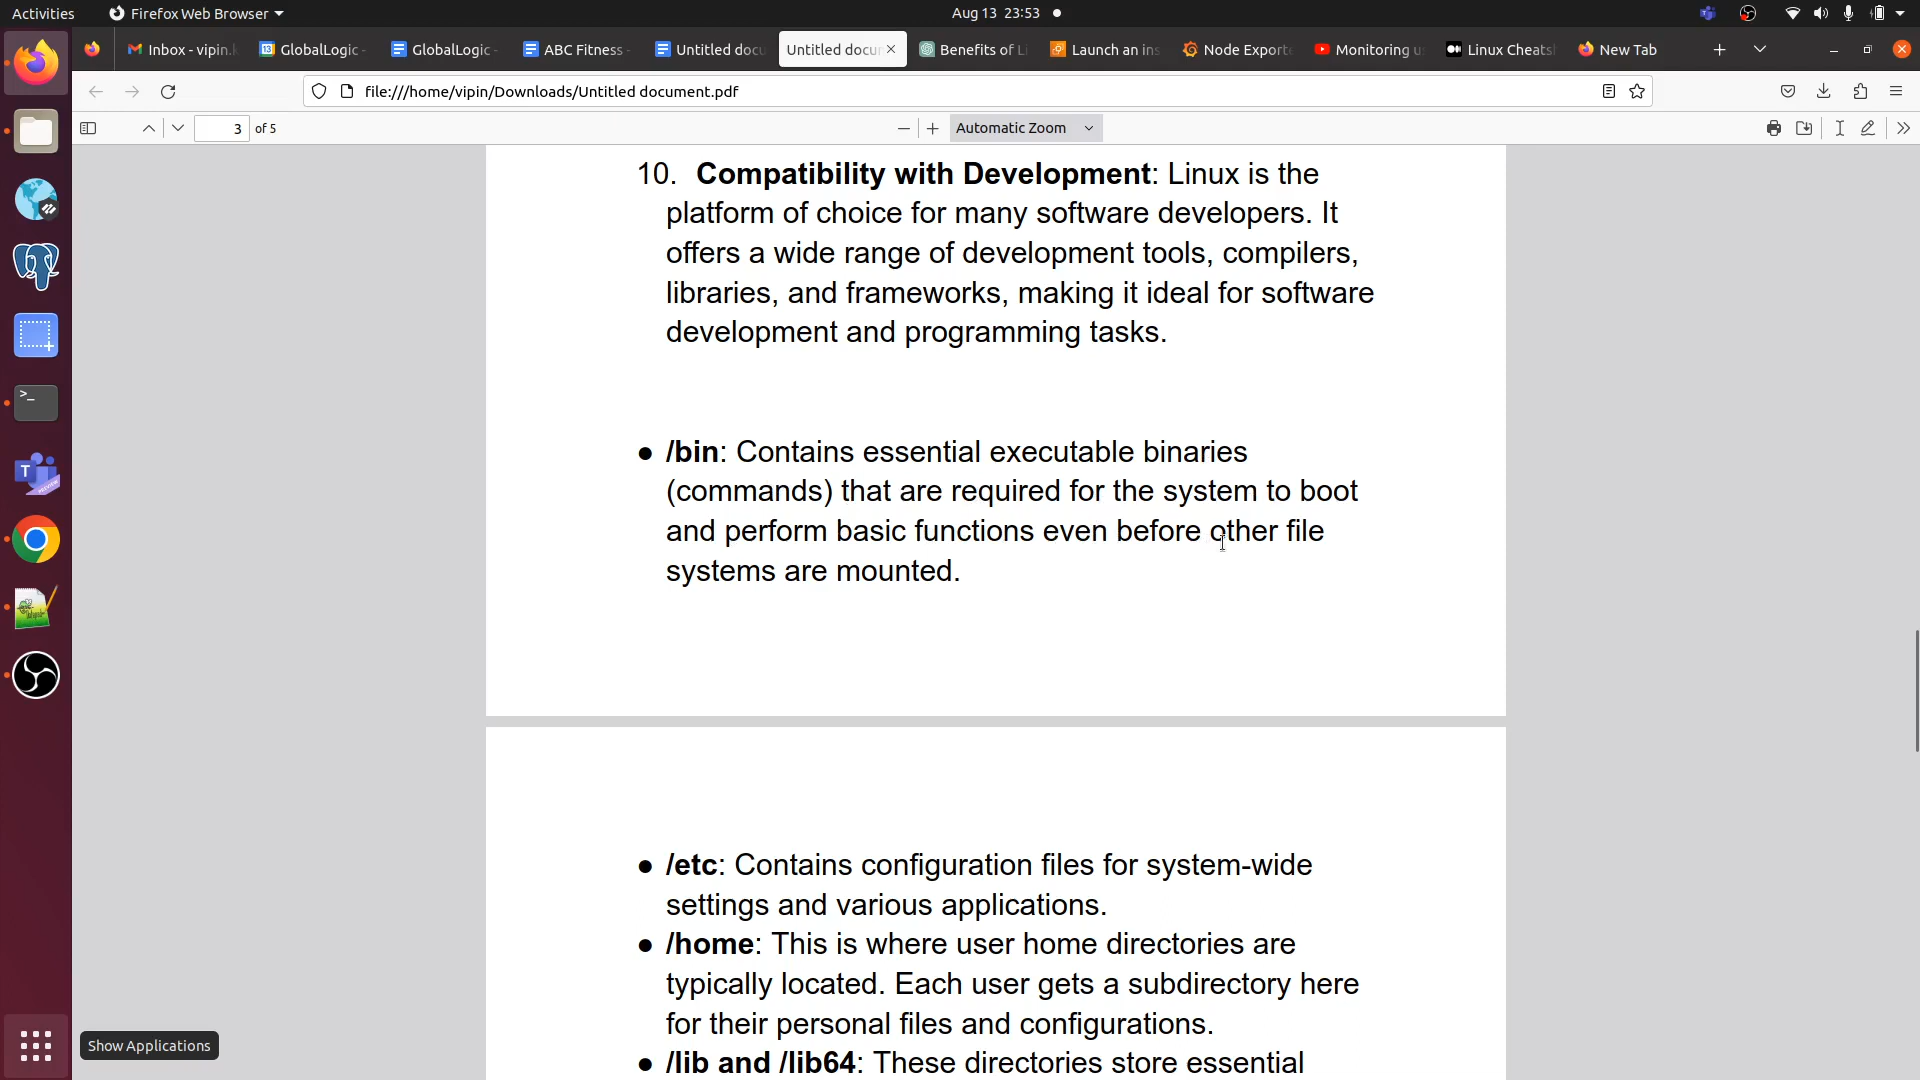 Activities Firefox Web Browser Aug 13 23:53
Inbox - vipin. GlobalLogic - GlobalLogic - ABC Fitness - Untitled docu Untitled docu Benefits of Li Launch an ins Node Exporte Monitoring u Linux Cheats New Tab
file:///home/vipin/Downloads/Untitled document.pdf
3 of 5 Automatic Zoom
10. Compatibility with Development: Linux is the
platform of choice for many software developers. It
offers a wide range of development tools, compilers,
libraries, and frameworks, making it ideal for software
development and programming tasks.
● /bin: Contains essential executable binaries
(commands) that are required for the system to boot
and perform basic functions even before other file
systems are mounted.
● /etc: Contains configuration files for system-wide
settings and various applications.
● /home: This is where user home directories are
typically located. Each user gets a subdirectory here
for their personal files and configurations.
● /lib and /lib64: These directories store essential
Show Applications